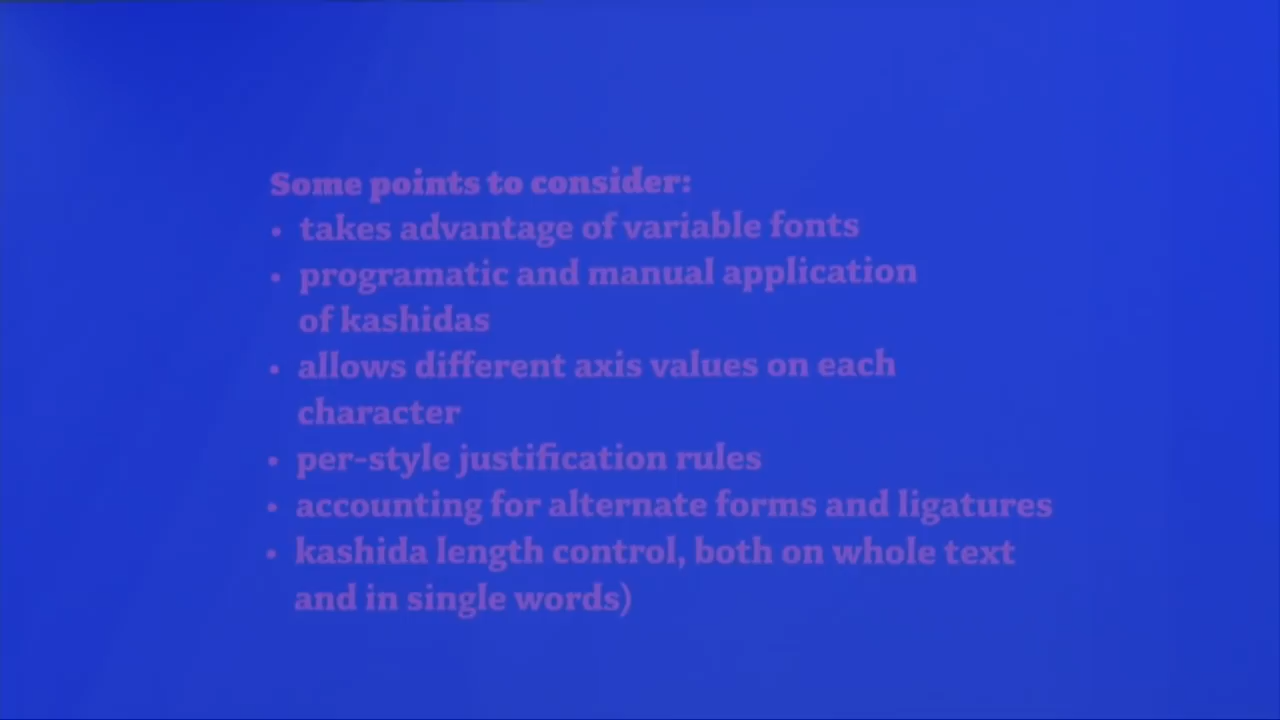 Some points to consider:
• takes advantage of variable fonts
• programatic and manual application
of kashidas
• allows different axis values on each
character
• per-style justification rules
• accounting for alternate forms and ligatures
• kashida length control, both on whole text
and in single words)